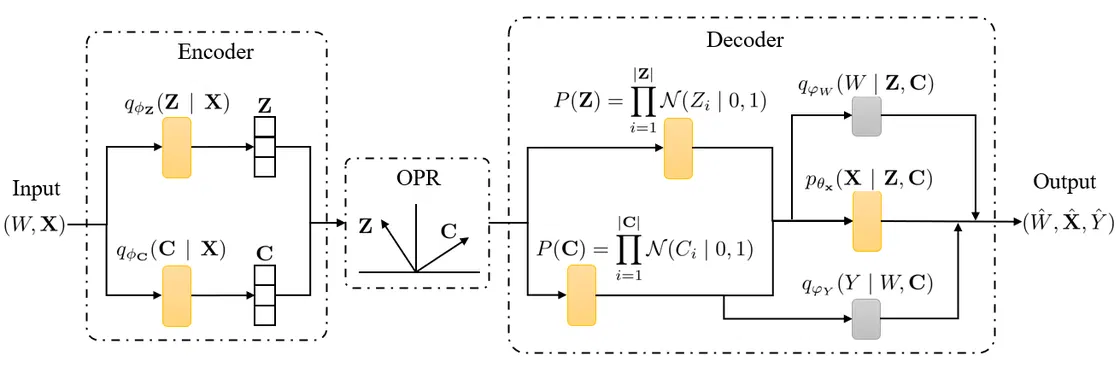 Encoder
q_{ϕ_Z}(Z | X)
Z
q_{ϕ_C}(C | X)
C
Input
(W, X)
OPR
Z
C
Decoder
P(Z) = ∏_{i=1}^{|Z|} N(Z_i | 0, 1)
P(C) = ∏_{i=1}^{|C|} N(C_i | 0, 1)
q_{φ_W}(W | Z, C)
p_{θ_x}(X | Z, C)
q_{φ_Y}(Y | W, C)
Output
(Ŵ, X̂, Ŷ)